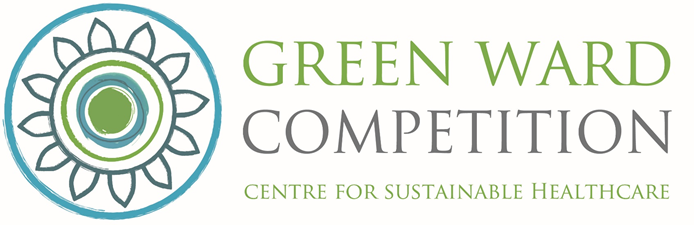 GREEN WARD
COMPETITION
CENTRE FOR SUSTAINABLE HEALTHCARE